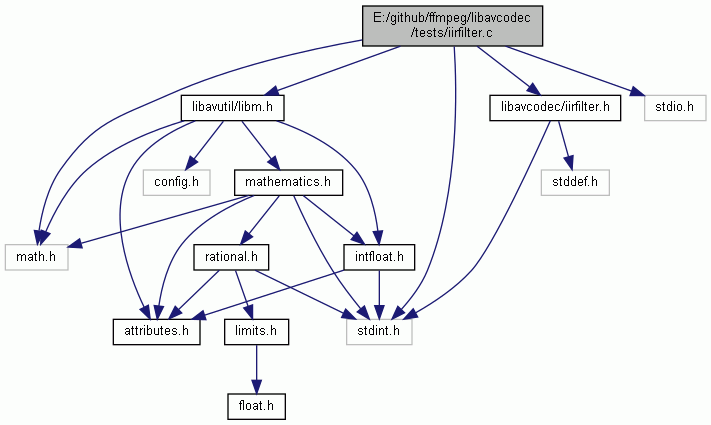 E:/github/ffmpeg/libavcodec
/tests/iirfilter.c
libavutil/libm.h
libavcodec/iirfilter.h
stdio.h
config.h
mathematics.h
stddef.h
math.h
rational.h
intfloat.h
attributes.h
limits.h
stdint.h
float.h